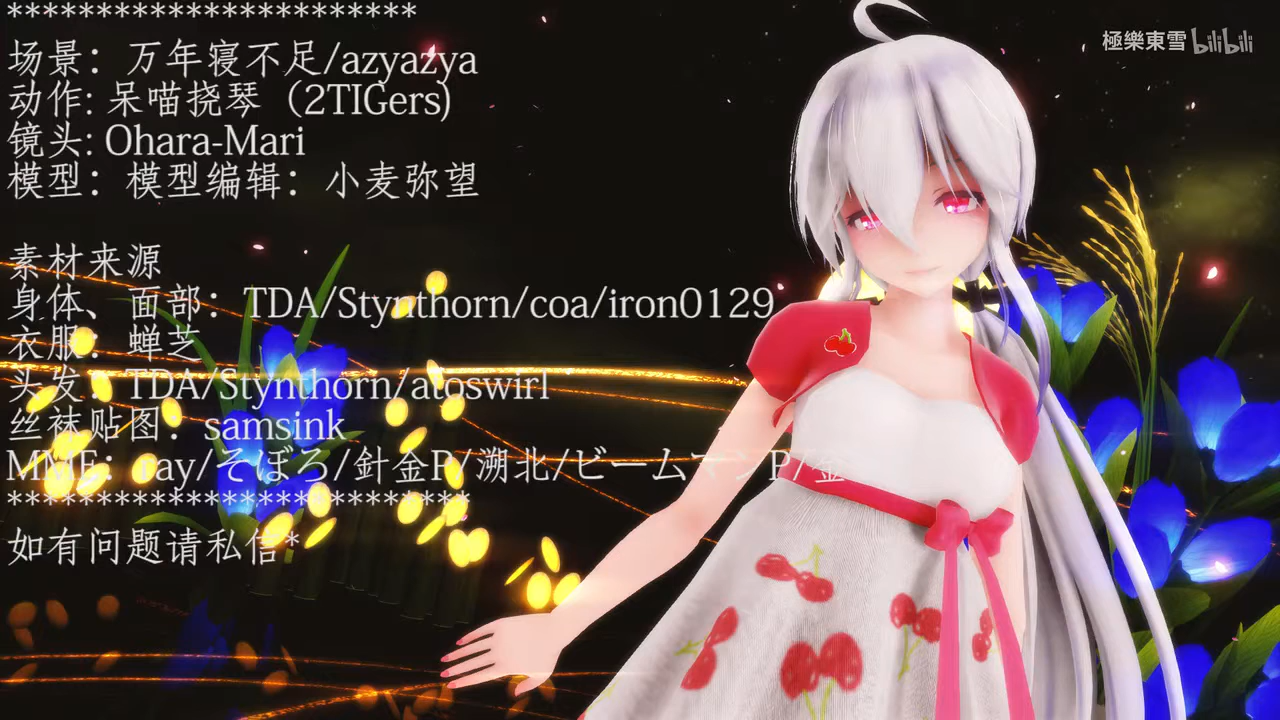 ************************
场景：万年寝不足/azyazya
动作: 呆喵挠琴（2TIGers)
镜头: Ohara-Mari
模型：模型编辑：小麦弥望
素材来源
身体、面部：TDA/Stynthorn/coa/iron0129
衣服：蝉芝
头发：TDA/Stynthorn/atoswirl
丝袜贴图：samsink
MME：ray/そぼろ/針金P/溯北/ビームマンP/金
***************************
如有问题请私信*
極樂東雪 bilibili